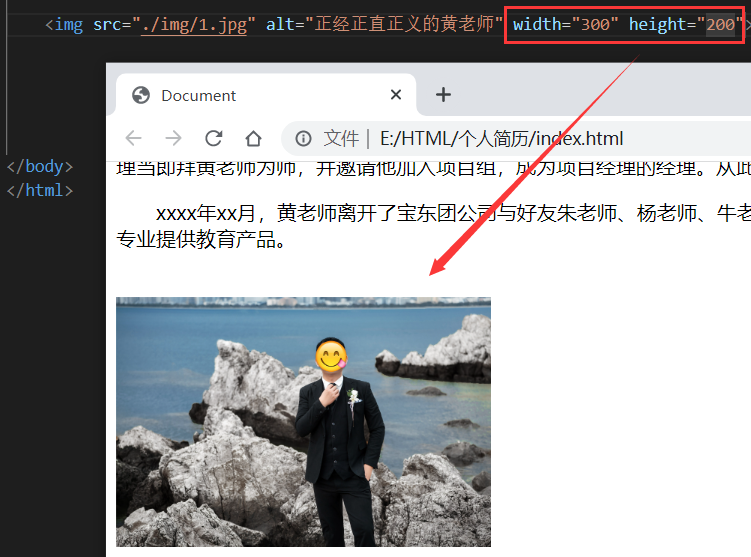 <img src="./img/1.jpg" alt="正经正直正义的黄老师" width="300" height="200">
Document
文件 | E:/HTML/个人简历/index.html
</body>
理当即拜黄老师为师，并邀请他加入项目组，成为项目经理的经理。从此
</html>
xxxx年xx月，黄老师离开了宝东团公司与好友朱老师、杨老师、牛老
专业提供教育产品。